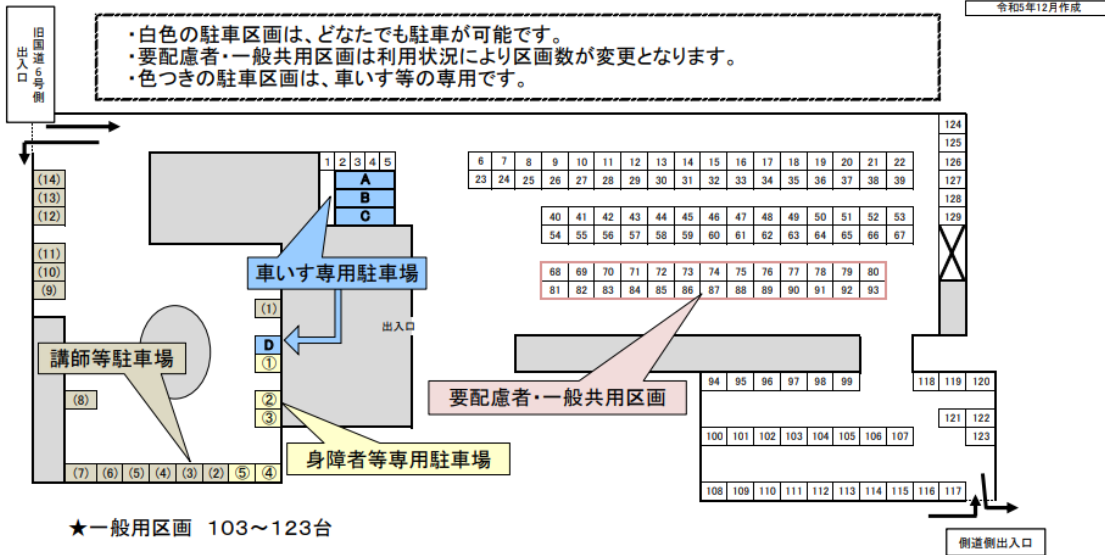 令和5年12月作成
旧国道6号側
出入口
・白色の駐車区画は、どなたでも駐車が可能です。
・要配慮者・一般共用区画は利用状況により区画数が変更となります。
・色つきの駐車区画は、車いす等の専用です。
124
125
1 2 3 4 5 6 7 8 9 10 11 12 13 14 15 16 17 18 19 20 21 22 126
(14) A 23 24 25 26 27 28 29 30 31 32 33 34 35 36 37 38 39 127
(13) B 128
(12) C 40 41 42 43 44 45 46 47 48 49 50 51 52 53 129
54 55 56 57 58 59 60 61 62 63 64 65 66 67
(11)
(10) 車いす専用駐車場 68 69 70 71 72 73 74 75 76 77 78 79 80
(9) 81 82 83 84 85 86 87 88 89 90 91 92 93
(1)
出入口
D
講師等駐車場 ①
94 95 96 97 98 99 118 119 120
(8) ② 要配慮者・一般共用区画
③ 121 122
100 101 102 103 104 105 106 107 123
身障者等専用駐車場
(7) (6) (5) (4) (3) (2) ⑤ ④
108 109 110 111 112 113 114 115 116 117
★一般用区画 103～123台
側道側出入口